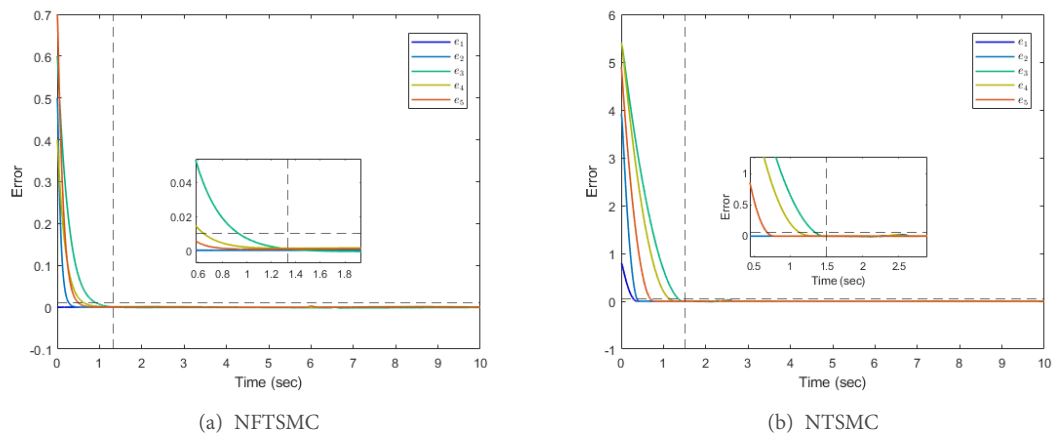 0.7
0.6
0.5
0.4
0.3
0.2
0.1
0
-0.1
Error
0 1 2 3 4 5 6 7 8 9 10
Time (sec)
e1
e2
e3
e4
e5
0.04
0.02
0
0.6 0.8 1 1.2 1.4 1.6 1.8
(a) NFTSMC
6
5
4
3
2
1
0
-1
Error
0 1 2 3 4 5 6 7 8 9 10
Time (sec)
e1
e2
e3
e4
e5
1
0.5
0
Error
0.5 1 1.5 2 2.5
Time (sec)
(b) NTSMC